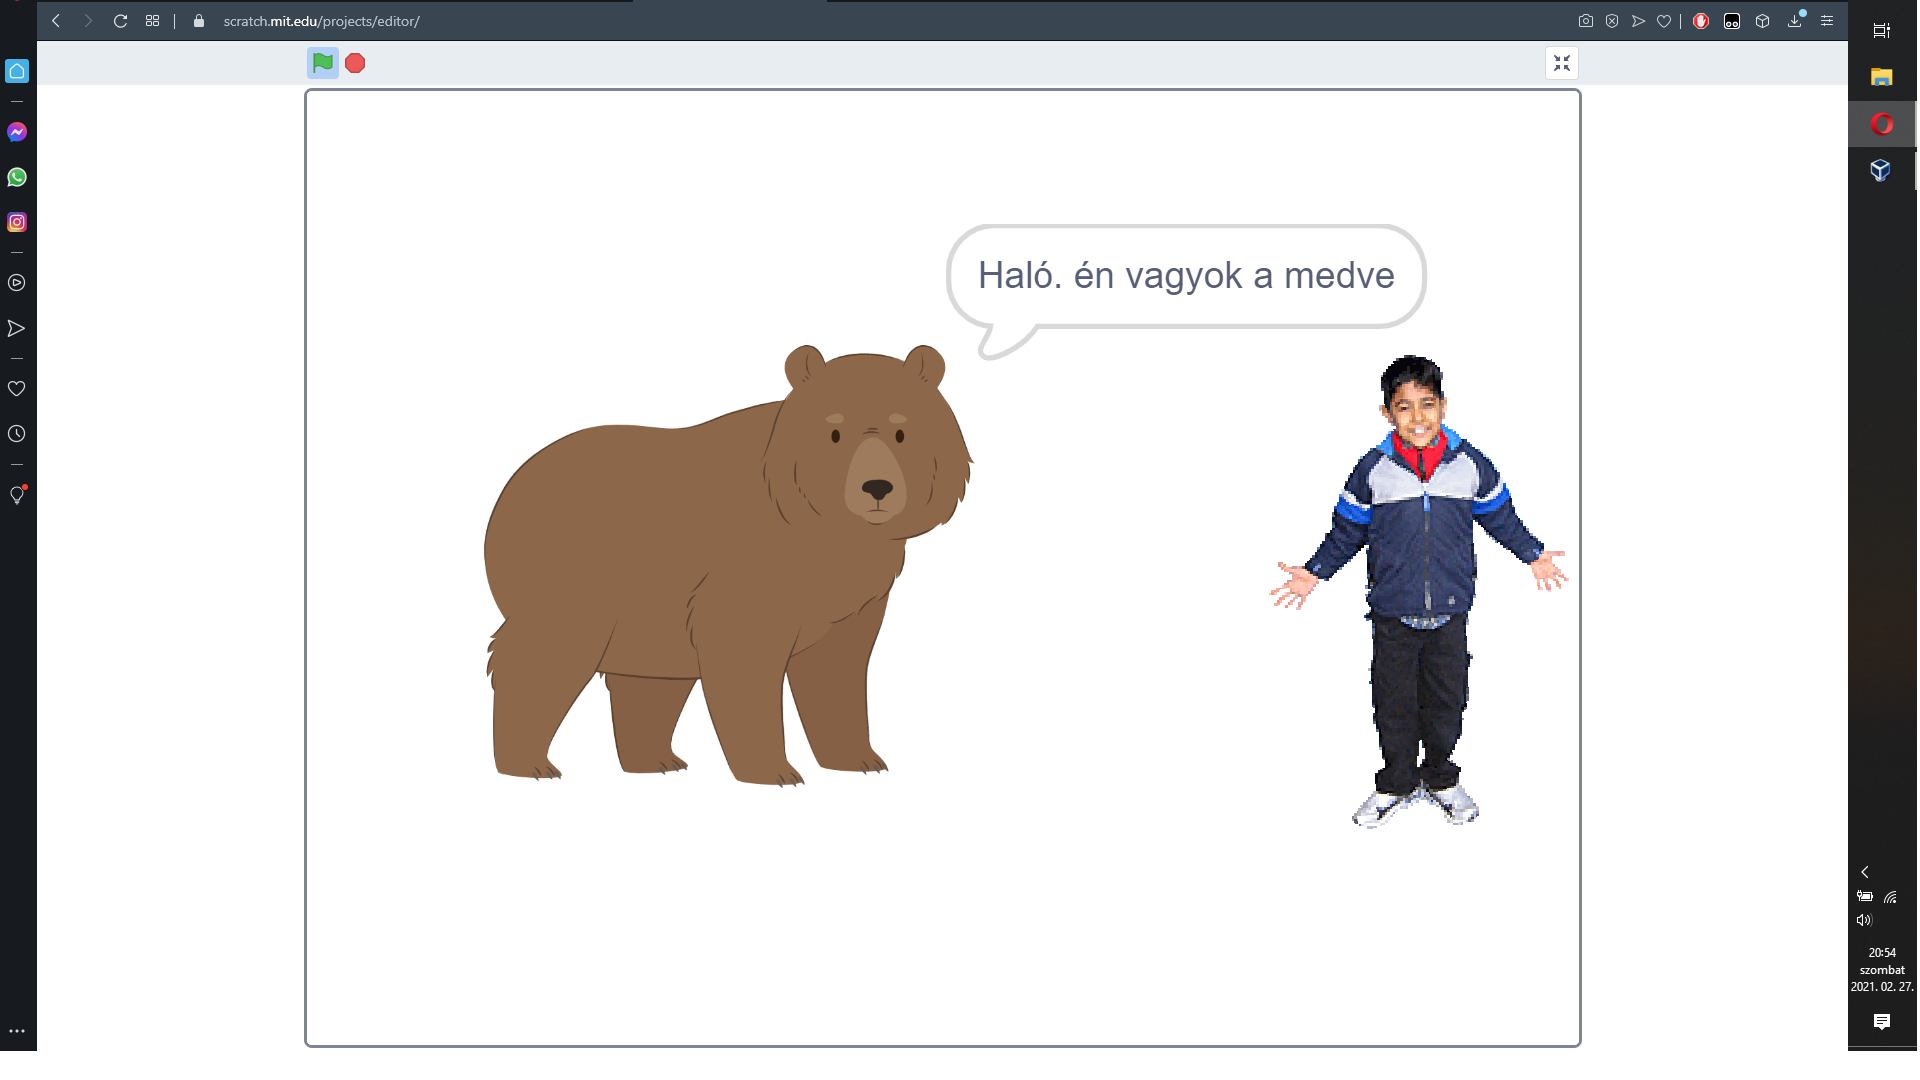 scratch.mit.edu/projects/editor/
Haló. én vagyok a medve
20:54
szombat
2021. 02. 27.